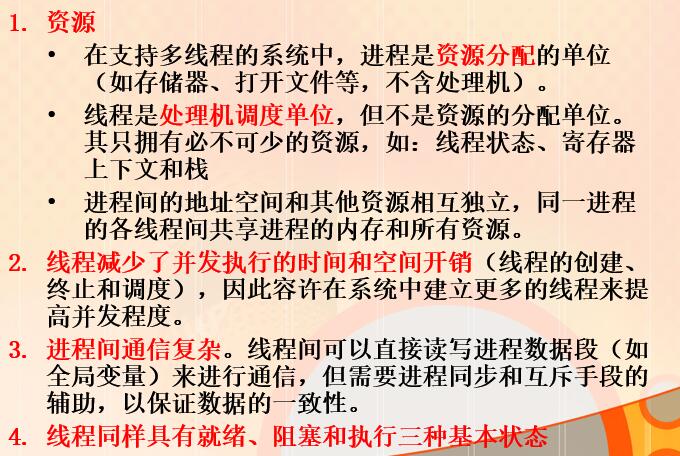 1. 资源
• 在支持多线程的系统中，进程是资源分配的单位
（如存储器、打开文件等，不含处理机）。
• 线程是处理机调度单位，但不是资源的分配单位。
其只拥有必不可少的资源，如：线程状态、寄存器
上下文和栈
• 进程间的地址空间和其他资源相互独立，同一进程
的各线程间共享进程的内存和所有资源。
2. 线程减少了并发执行的时间和空间开销（线程的创建、
终止和调度），因此容许在系统中建立更多的线程来提
高并发程度。
3. 进程间通信复杂。线程间可以直接读写进程数据段（如
全局变量）来进行通信，但需要进程同步和互斥手段的
辅助，以保证数据的一致性。
4. 线程同样具有就绪、阻塞和执行三种基本状态